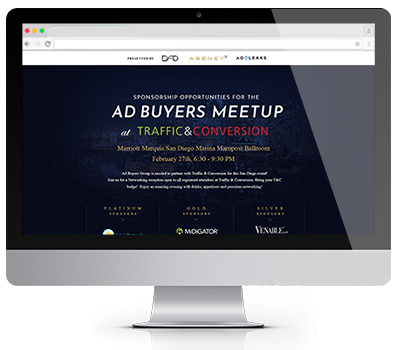 PRESENTED BY DFO AGENCY ADLEAKS
SPONSORSHIP OPPORTUNITIES FOR THE
AD BUYERS MEETUP
at TRAFFIC&CONVERSION
Marriott Marquis San Diego Marina Maropost Ballroom
February 27th, 6:30 - 9:30 PM
Ad Buyers Group is excited to partner with Traffic & Conversion for this San Diego event!
Join us for a Networking reception open to all registered attendees at Traffic & Conversion. Bring your T&C
badge! Enjoy an amazing evening with drinks, appetizers and premium networking!
PLATINUM GOLD SILVER
SPONSORS SPONSORS SPONSORS
MiDiGATOR VENABLE LLP